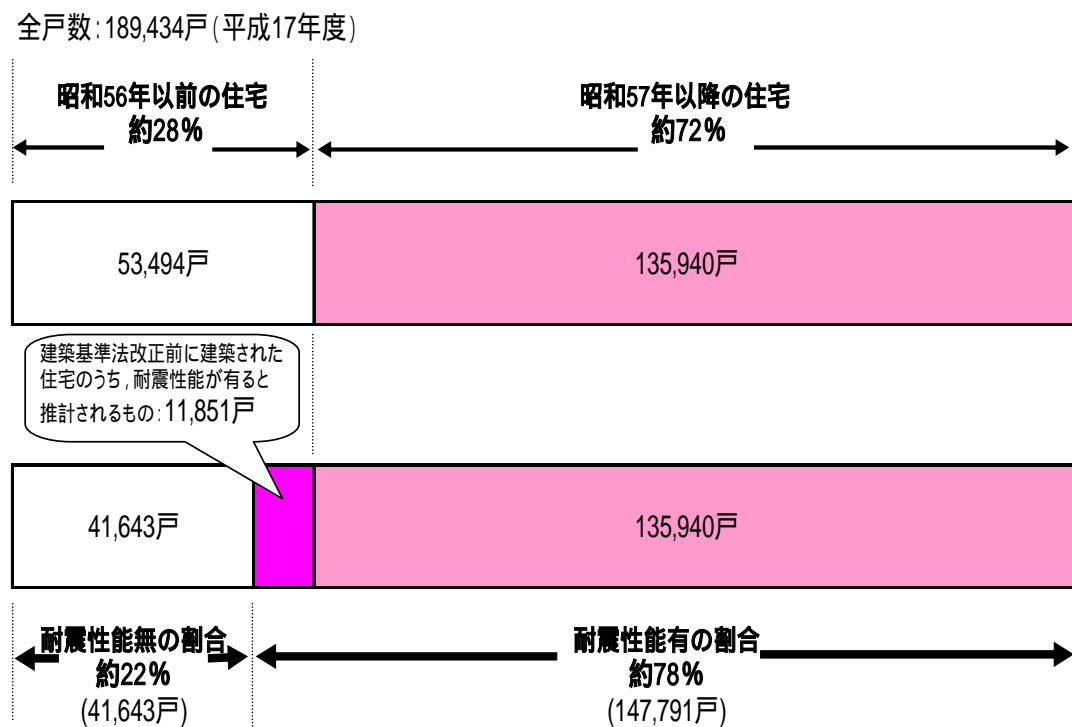 全戸数:189,434戸(平成17年度)
昭和56年以前の住宅
約28%
昭和57年以降の住宅
約72%
53,494戸
135,940戸
建築基準法改正前に建築された
住宅のうち,耐震性能が有ると
推計されるもの:11,851戸
41,643戸
135,940戸
耐震性能無の割合
約22%
(41,643戸)
耐震性能有の割合
約78%
(147,791戸)